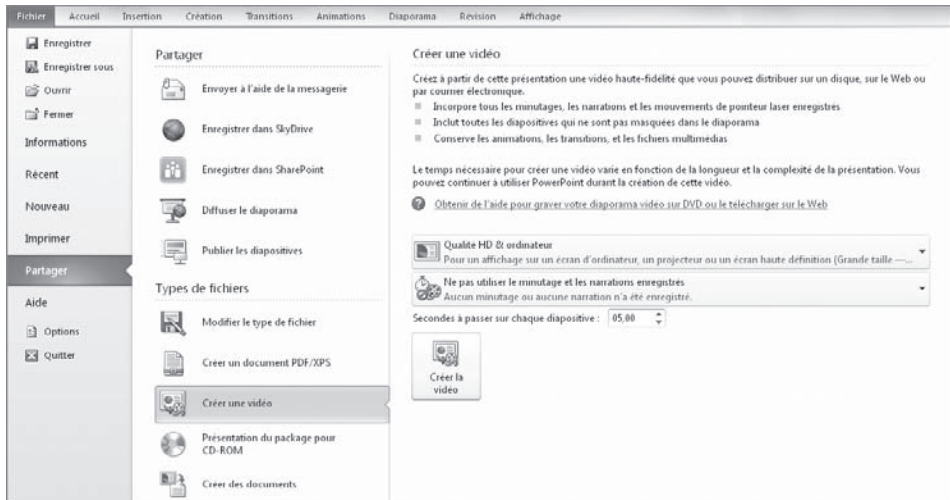 Fichier Accueil Insertion Création Transitions Animations Diaporama Révision Affichage
Enregistrer
Enregistrer sous
Ouvrir
Fermer
Informations
Récent
Nouveau
Imprimer
Partager
Aide
Options
Quitter
Partager
Envoyer à l'aide de la messagerie
Enregistrer dans SkyDrive
Enregistrer dans SharePoint
Diffuser le diaporama
Publier les diapositives
Types de fichiers
Modifier le type de fichier
Créer un document PDF/XPS
Créer une vidéo
Présentation du package pour
CD-ROM
Créer des documents
Créer une vidéo
Créez à partir de cette présentation une vidéo haute-fidélité que vous pouvez distribuer sur un disque, sur le Web ou
par courrier électronique.
Incorpore tous les minutages, les narrations et les mouvements de pointeur laser enregistrés
Inclut toutes les diapositives qui ne sont pas masquées dans le diaporama
Conserve les animations, les transitions, et les fichiers multimédias
Le temps nécessaire pour créer une vidéo varie en fonction de la longueur et la complexité de la présentation. Vous
pouvez continuer à utiliser PowerPoint durant la création de cette vidéo.
Obtenir de l'aide pour graver votre diaporama vidéo sur DVD ou le télécharger sur le Web
Qualité HD & ordinateur
Pour un affichage sur un écran d'ordinateur, un projecteur ou un écran haute définition (Grande taille —...
Ne pas utiliser le minutage et les narrations enregistrés
Aucun minutage ou aucune narration n'a été enregistré.
Secondes à passer sur chaque diapositive : 05,00
Créer la
vidéo